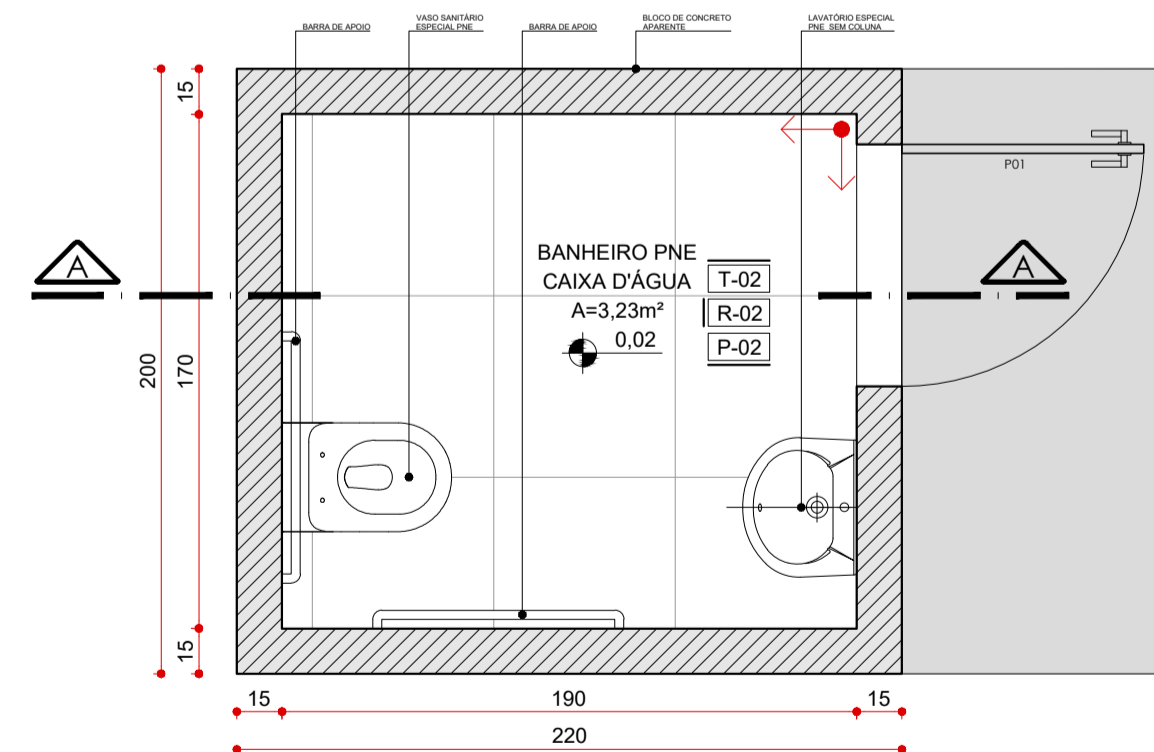 BARRA DE APOIO
VASO SANITÁRIO
ESPECIAL PNE
BARRA DE APOIO
BLOCO DE CONCRETO
APARENTE
LAVATÓRIO ESPECIAL
PNE SEM COLUNA
15
P01
A
A
BANHEIRO PNE
CAIXA D'ÁGUA
A=3,23m²
0,02
T-02
R-02
P-02
200
170
15
15
190
15
220